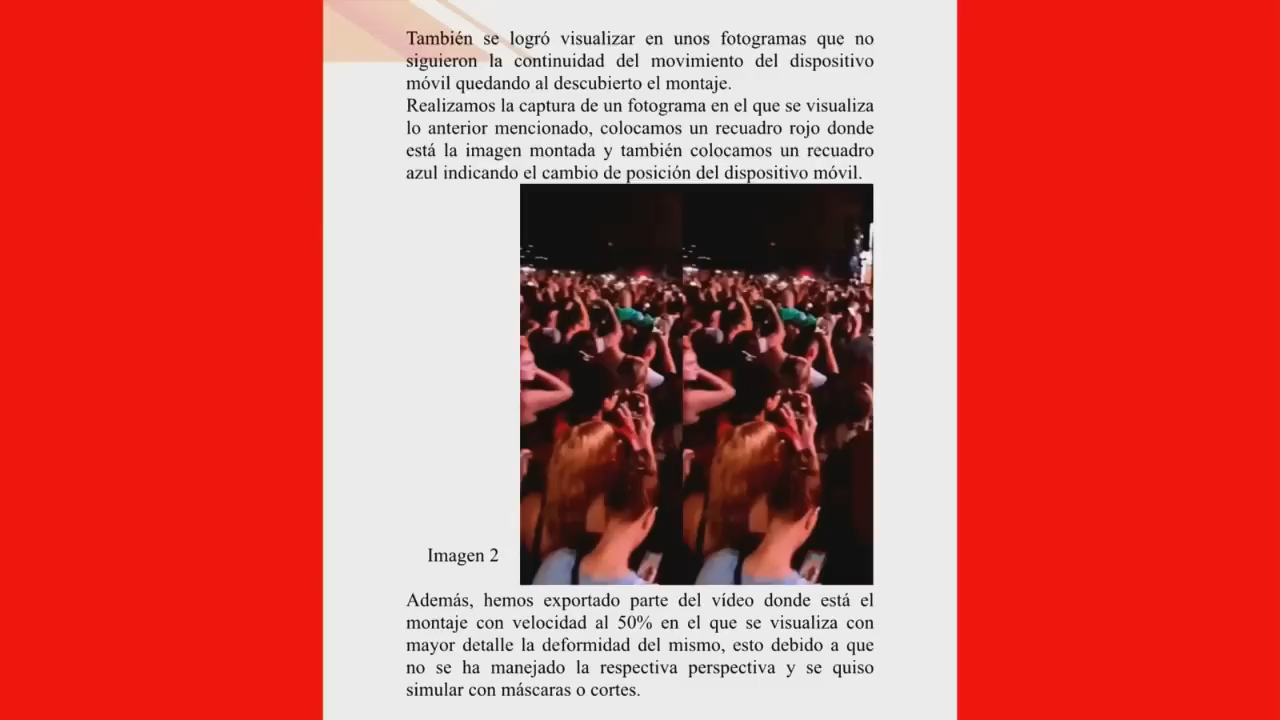 También se logró visualizar en unos fotogramas que no
siguieron la continuidad del movimiento del dispositivo
móvil quedando al descubierto el montaje.
Realizamos la captura de un fotograma en el que se visualiza
lo anterior mencionado, colocamos un recuadro rojo donde
está la imagen montada y también colocamos un recuadro
azul indicando el cambio de posición del dispositivo móvil.
Imagen 2
Además, hemos exportado parte del vídeo donde está el
montaje con velocidad al 50% en el que se visualiza con
mayor detalle la deformidad del mismo, esto debido a que
no se ha manejado la respectiva perspectiva y se quiso
simular con máscaras o cortes.